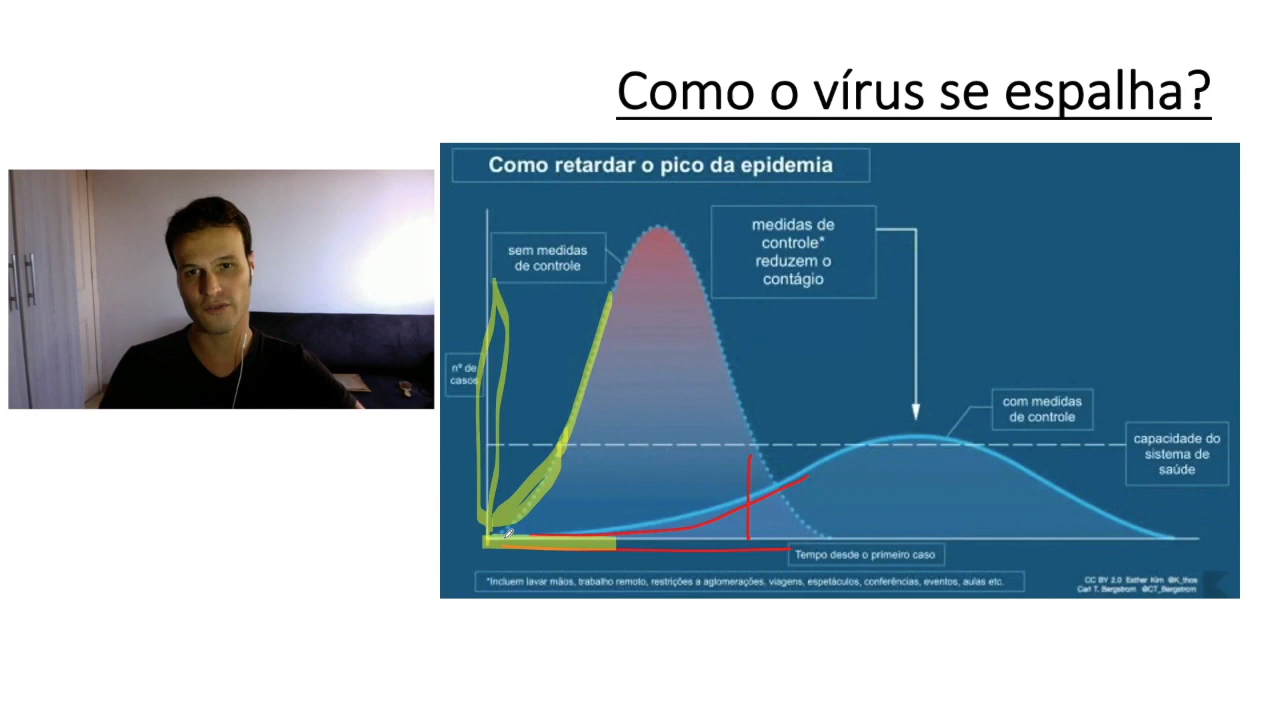 Como o vírus se espalha?
Como retardar o pico da epidemia
sem medidas
de controle
medidas de
controle*
reduzem o
contágio
nº de
casos
com medidas
de controle
capacidade do
sistema de
saúde
Tempo desde o primeiro caso
*Incluem lavar mãos, trabalho remoto, restrições a aglomerações, viagens, espetáculos, conferências, eventos, aulas etc.
CC BY 2.0 Esther Kim @K_thos
Carl T. Bergstrom @CT_Bergstrom